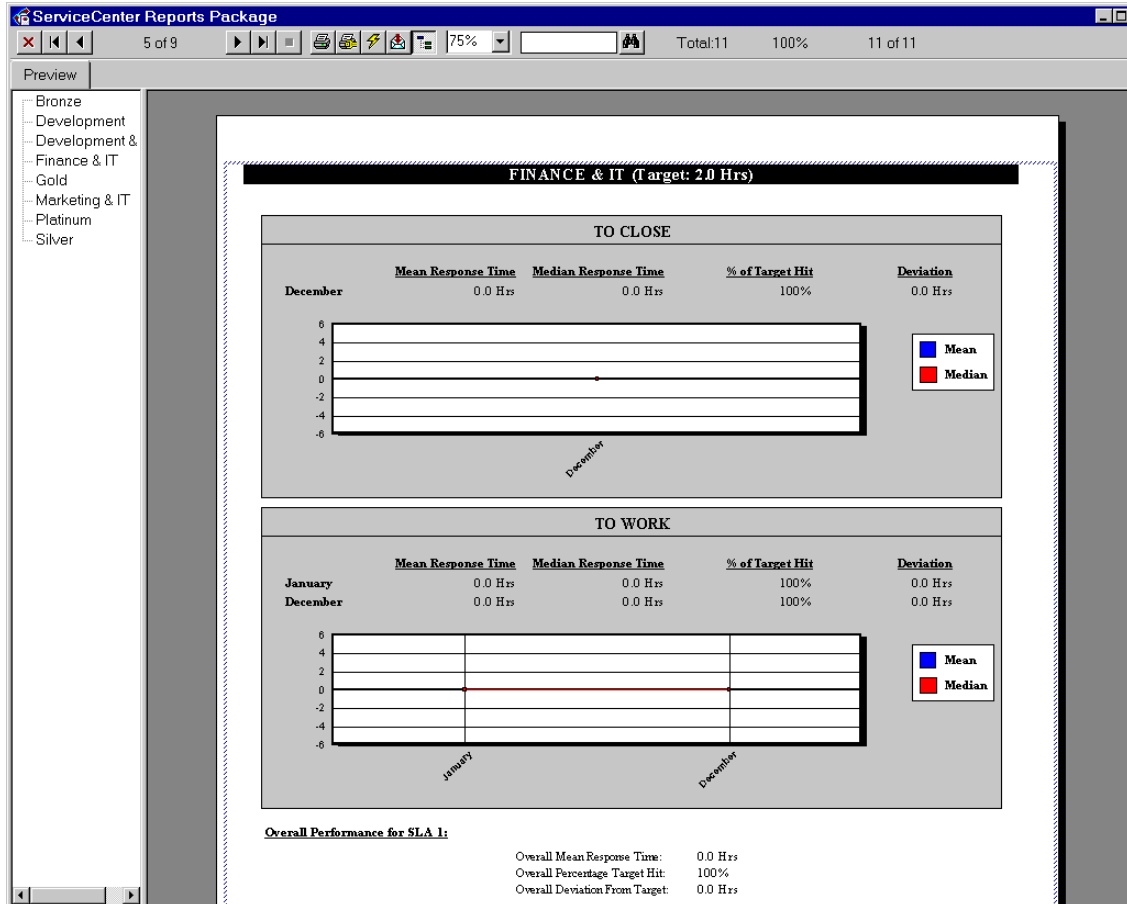 ServiceCenter Reports Package
5 of 9 75% Total:11 100% 11 of 11
Preview
Bronze
Development
Development &
Finance & IT
Gold
Marketing & IT
Platinum
Silver
FINANCE & IT (Target: 2.0 Hrs)
TO CLOSE
Mean Response Time Median Response Time % of Target Hit Deviation
December 0.0 Hrs 0.0 Hrs 100% 0.0 Hrs
6
4
2
0
-2
-4
-6
December
Mean
Median
TO WORK
Mean Response Time Median Response Time % of Target Hit Deviation
January 0.0 Hrs 0.0 Hrs 100% 0.0 Hrs
December 0.0 Hrs 0.0 Hrs 100% 0.0 Hrs
6
4
2
0
-2
-4
-6
January December
Mean
Median
Overall Performance for SLA 1:
Overall Mean Response Time: 0.0 Hrs
Overall Percentage Target Hit: 100%
Overall Deviation From Target: 0.0 Hrs